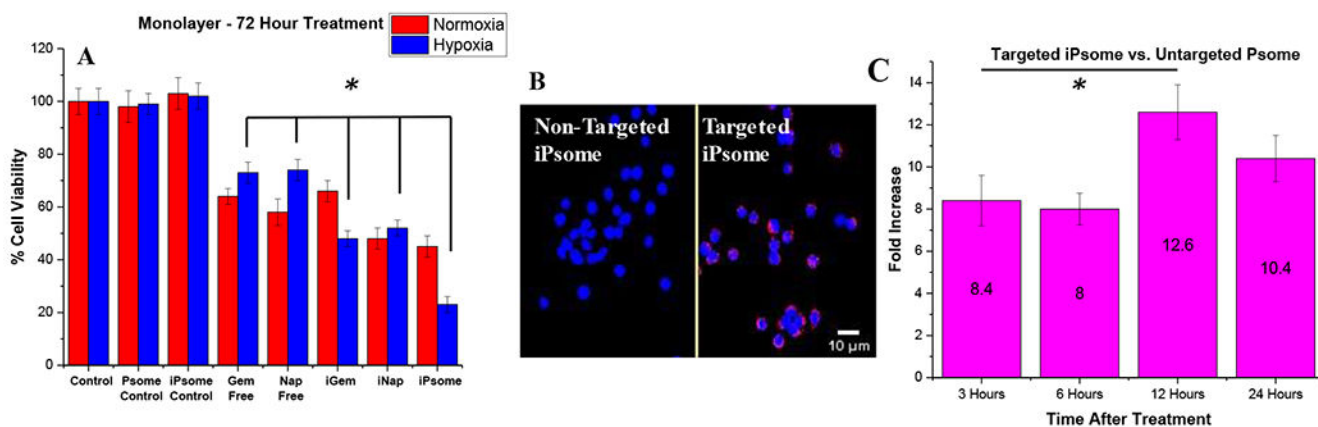 Monolayer - 72 Hour Treatment
Normoxia
Hypoxia
A
*
% Cell Viability
120
100
80
60
40
20
0
Control
Psome Control
iPsome Control
Gem Free
Nap Free
iGem
iNap
iPsome
B
Non-Targeted
iPsome
Targeted
iPsome
10 µm
C
Targeted iPsome vs. Untargeted Psome
*
Fold Increase
14
12
10
8
6
4
2
0
8.4
8
12.6
10.4
3 Hours
6 Hours
12 Hours
24 Hours
Time After Treatment